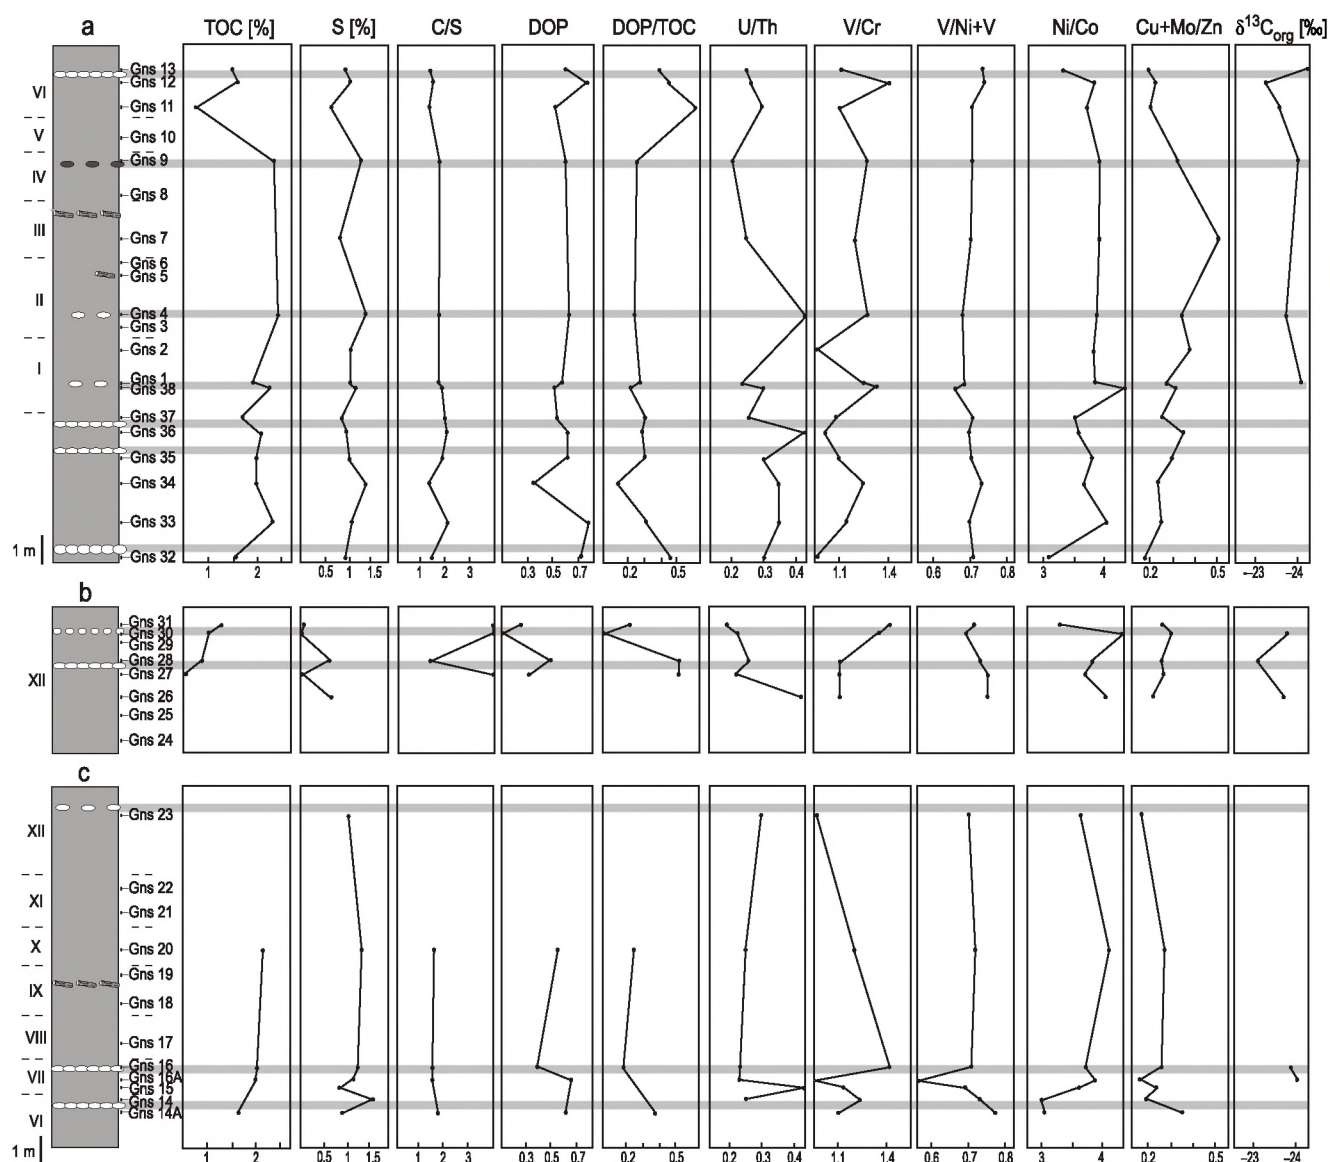 a
TOC [%] S [%] C/S DOP DOP/TOC U/Th V/Cr V/Ni+V Ni/Co Cu+Mo/Zn δ13Corg [‰]
Gns 13
Gns 12
VI
Gns 11
V Gns 10
Gns 9
IV
Gns 8
III
Gns 7
Gns 6
Gns 5
II
Gns 4
Gns 3
Gns 2
I
Gns 1
Gns 38
Gns 37
Gns 36
Gns 35
Gns 34
Gns 33
1 m Gns 32
1 2 0.5 1 1.5 1 2 3 0.3 0.5 0.7 0.2 0.5 0.2 0.3 0.4 1.1 1.4 0.6 0.7 0.8 3 4 0.2 0.5 –23 –24
b
Gns 31
Gns 30
Gns 29
Gns 28
XII Gns 27
Gns 26
Gns 25
Gns 24
c
Gns 23
XII
Gns 22
XI
Gns 21
X Gns 20
Gns 19
IX
Gns 18
VIII Gns 17
Gns 16
VII Gns 16A
Gns 15
Gns 14
VI Gns 14A
1 m
1 2 0.5 1 1.5 1 2 3 0.3 0.5 0.7 0.2 0.5 0.2 0.3 0.4 1.1 1.4 0.6 0.7 0.8 3 4 0.2 0.5 –23 –24